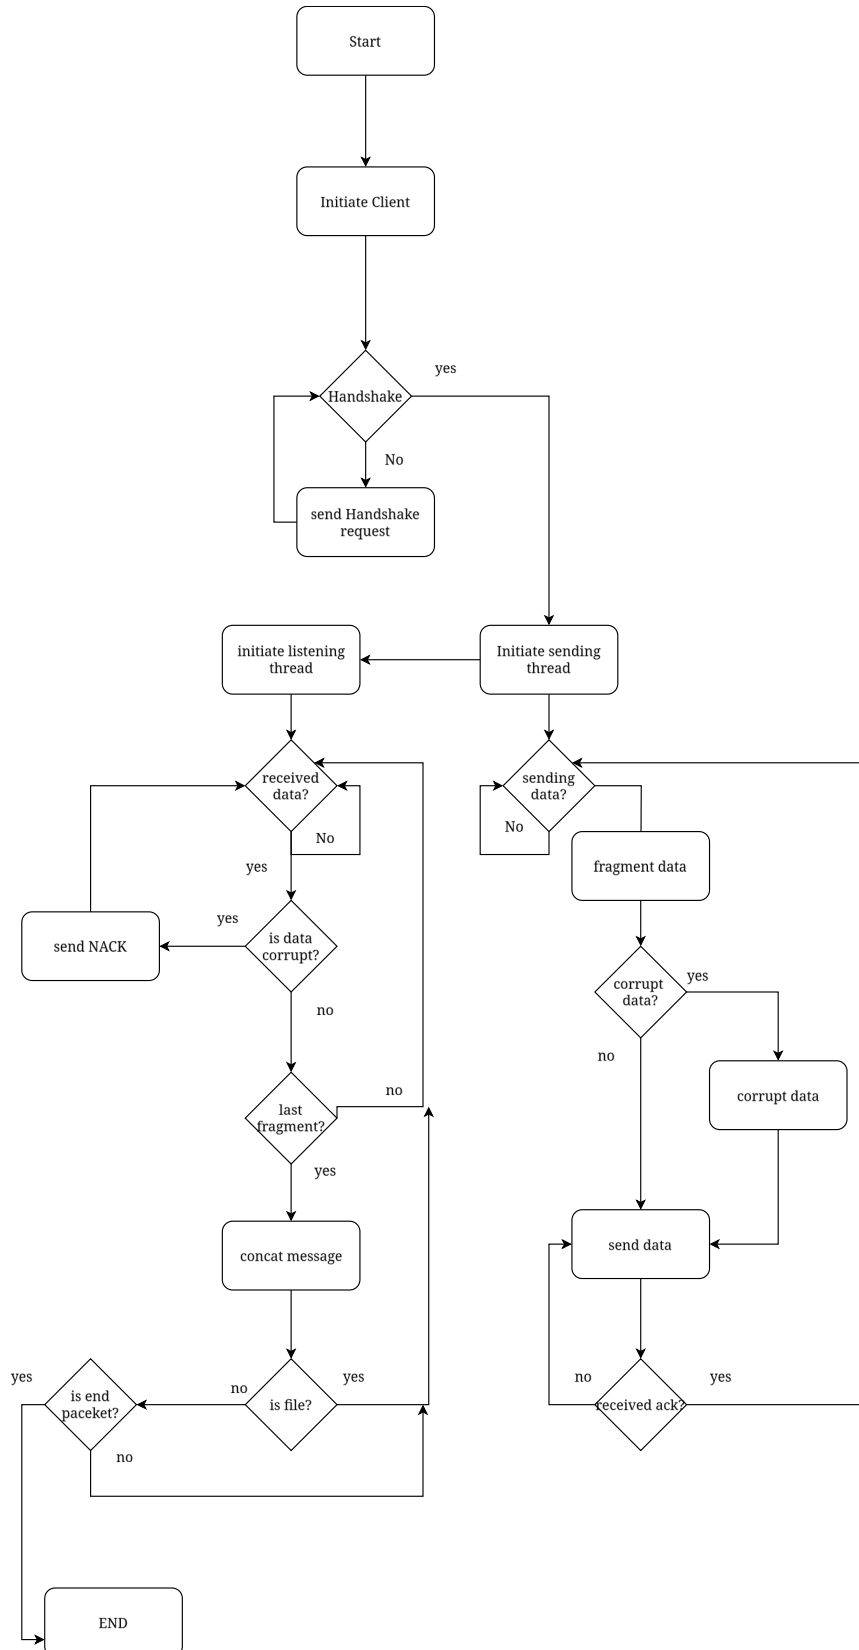 Start
Initiate Client
yes
Handshake
No
send Handshake
request
initiate listening
thread
Initiate sending
thread
received
data?
No
yes
sending
data?
No
fragment data
yes
send NACK
is data
corrupt?
no
corrupt
data?
yes
no
corrupt data
no
last
fragment?
yes
concat message
send data
yes
is end
paceket?
no
no
is file?
yes
no
received ack?
yes
END